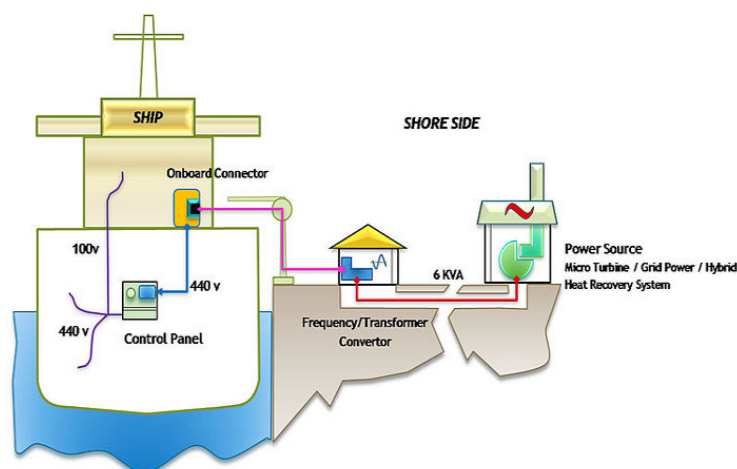 SHIP
SHORE SIDE
Onboard Connector
100v
440 v
440 v
Control Panel
6 KVA
Frequency/Transformer
Convertor
Power Source
Micro Turbine / Grid Power / Hybrid
Heat Recovery System